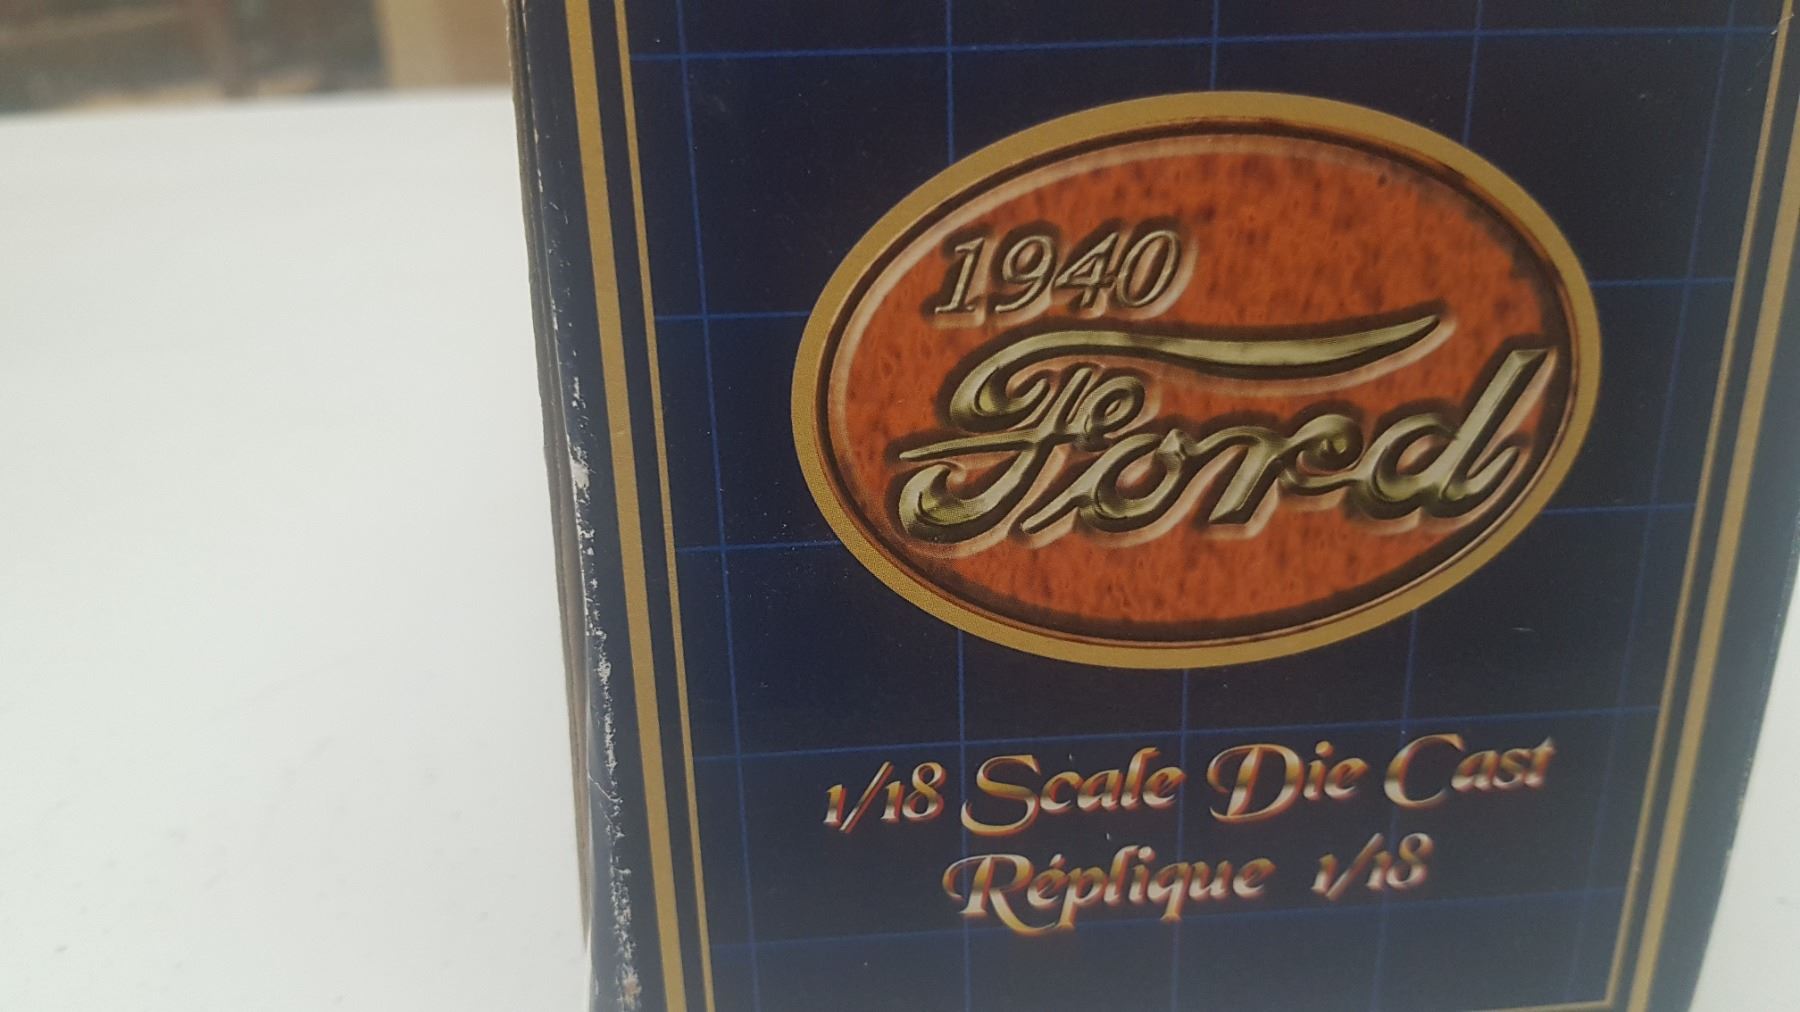 1940
Ford
1/18 Scale Die Cast
Réplique 1/18